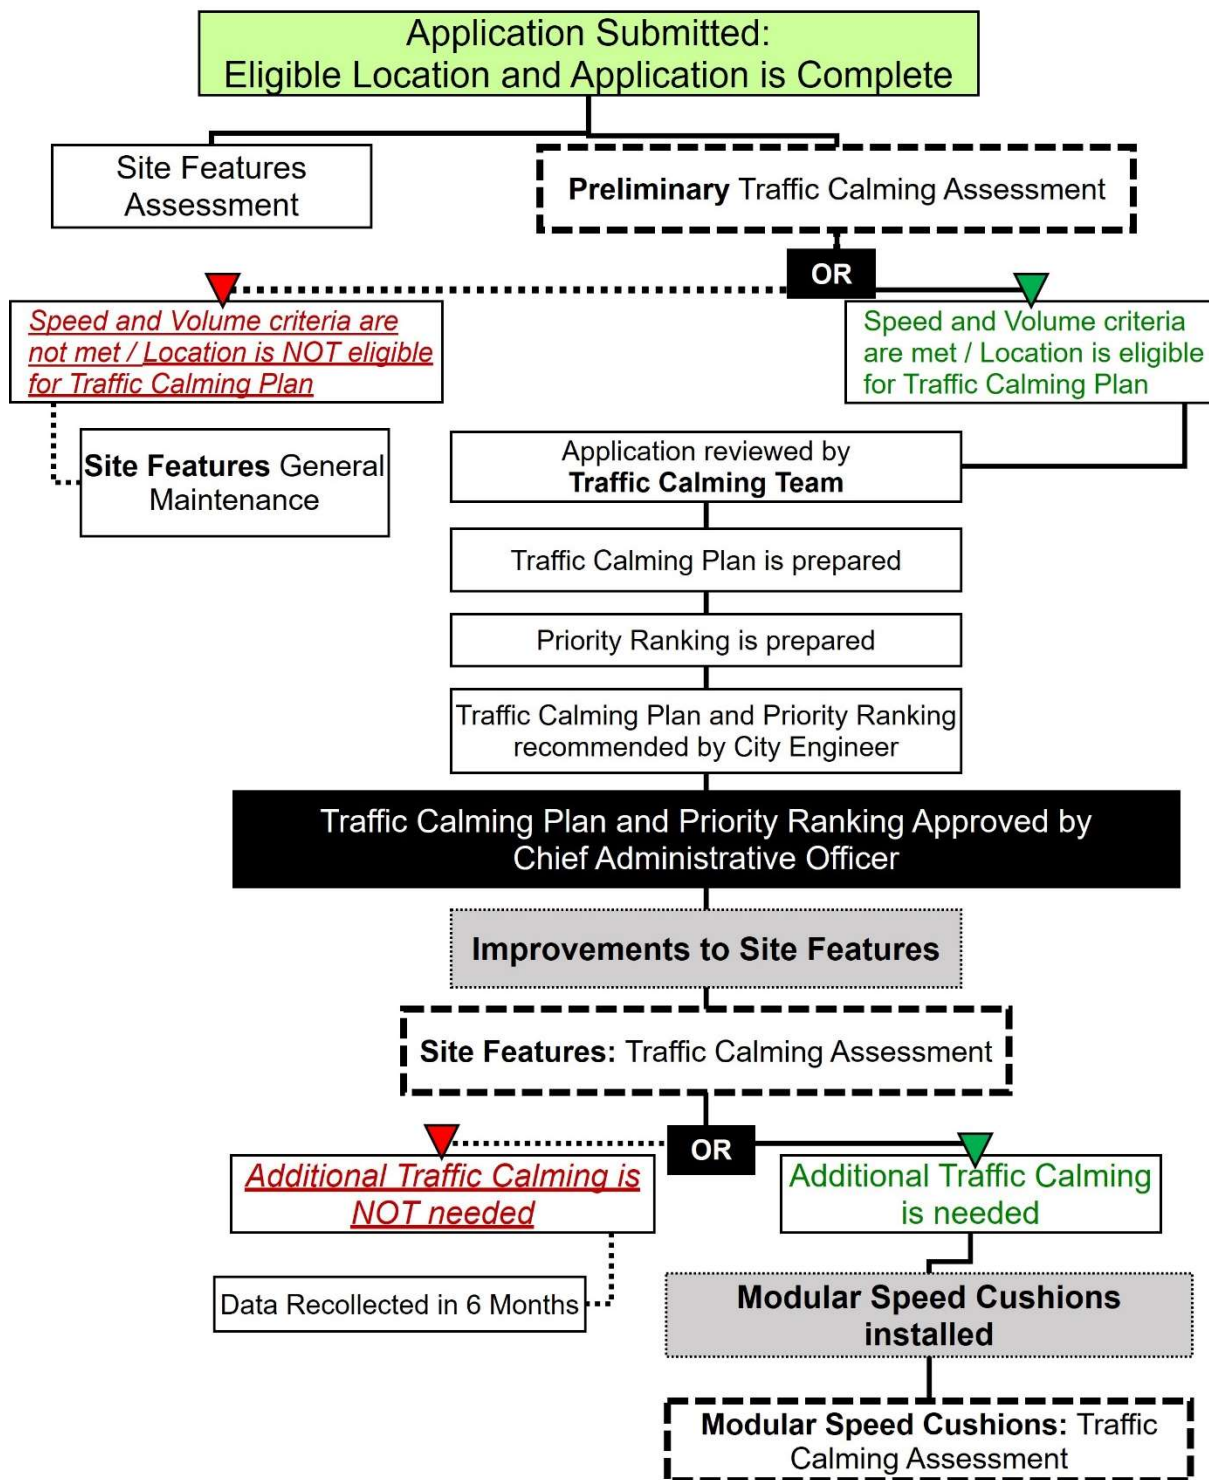 Application Submitted:
Eligible Location and Application is Complete
Site Features
Assessment
Preliminary Traffic Calming Assessment
OR
Speed and Volume criteria are
not met / Location is NOT eligible
for Traffic Calming Plan
Speed and Volume criteria
are met / Location is eligible
for Traffic Calming Plan
Site Features General
Maintenance
Application reviewed by
Traffic Calming Team
Traffic Calming Plan is prepared
Priority Ranking is prepared
Traffic Calming Plan and Priority Ranking
recommended by City Engineer
Traffic Calming Plan and Priority Ranking Approved by
Chief Administrative Officer
Improvements to Site Features
Site Features: Traffic Calming Assessment
OR
Additional Traffic Calming is
NOT needed
Additional Traffic Calming
is needed
Data Recollected in 6 Months
Modular Speed Cushions
installed
Modular Speed Cushions: Traffic
Calming Assessment